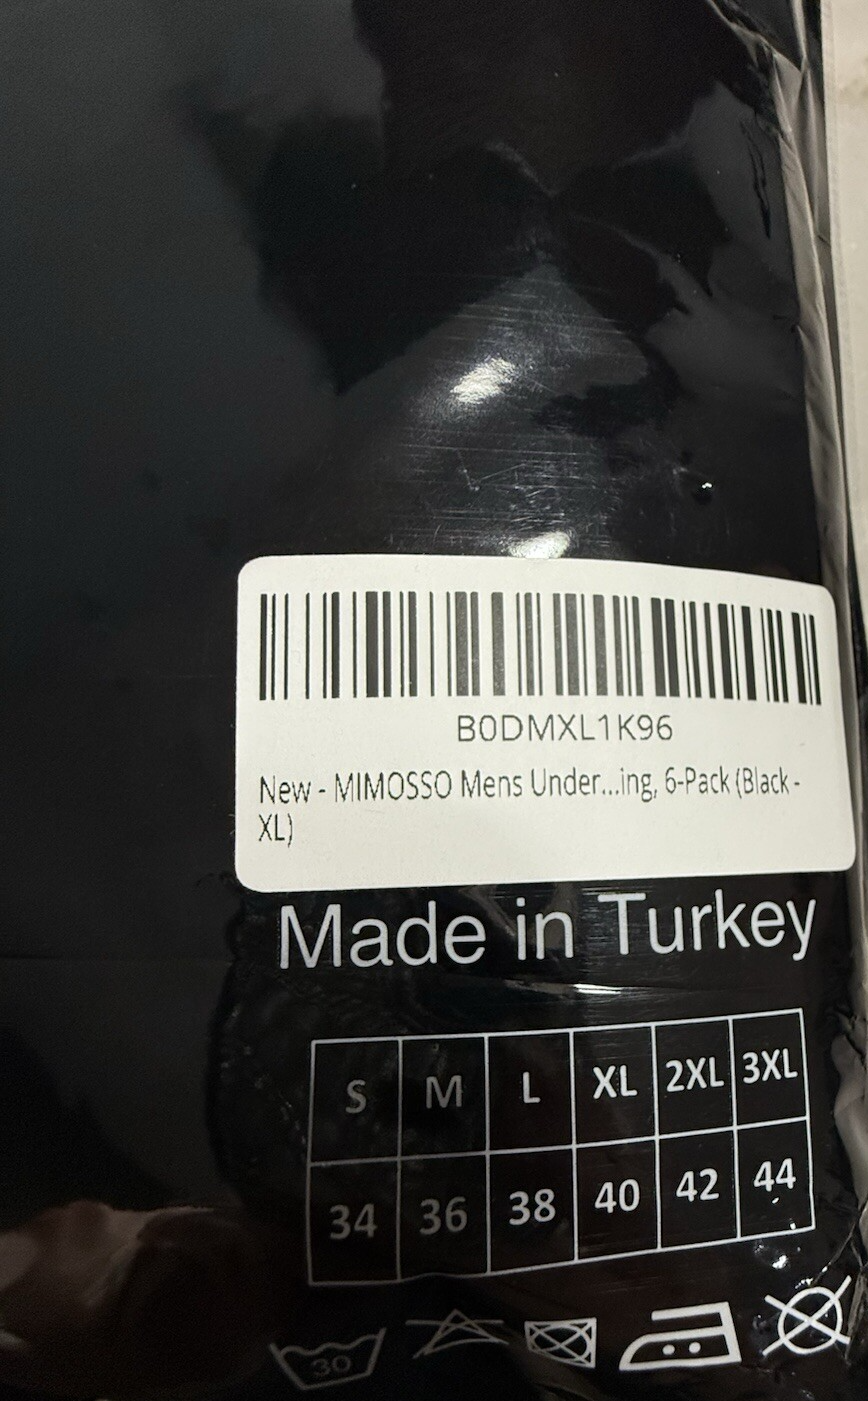 B0DMXL1K96
New - MIMOSSO Mens Under...ing, 6-Pack (Black -
XL)
Made in Turkey
S M L XL 2XL 3XL
34 36 38 40 42 44
30